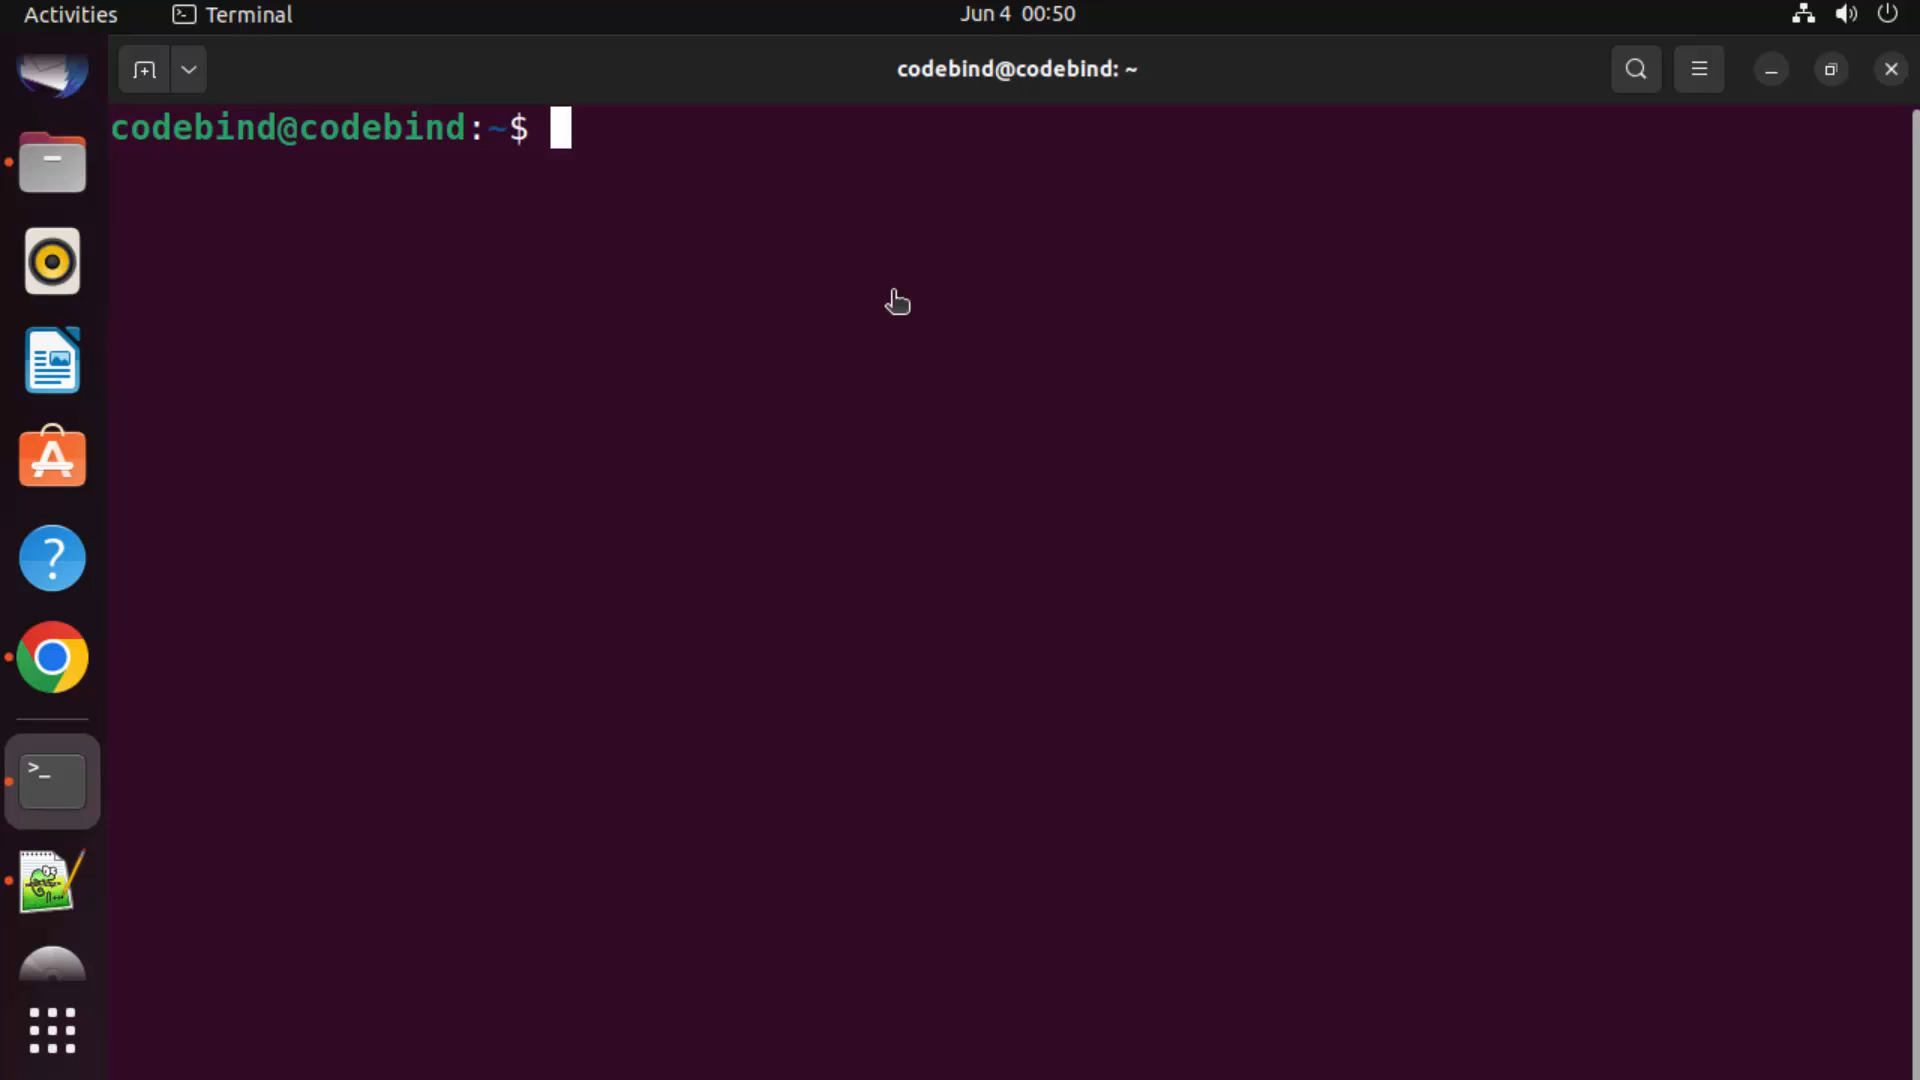 Activities Terminal Jun 4 00:50
codebind@codebind: ~
codebind@codebind:~$